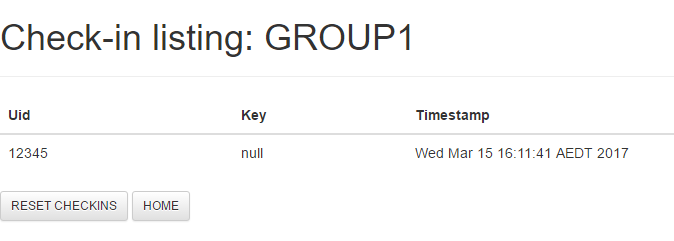 Check-in listing: GROUP1
Uid Key Timestamp
12345 null Wed Mar 15 16:11:41 AEDT 2017
RESET CHECKINS HOME